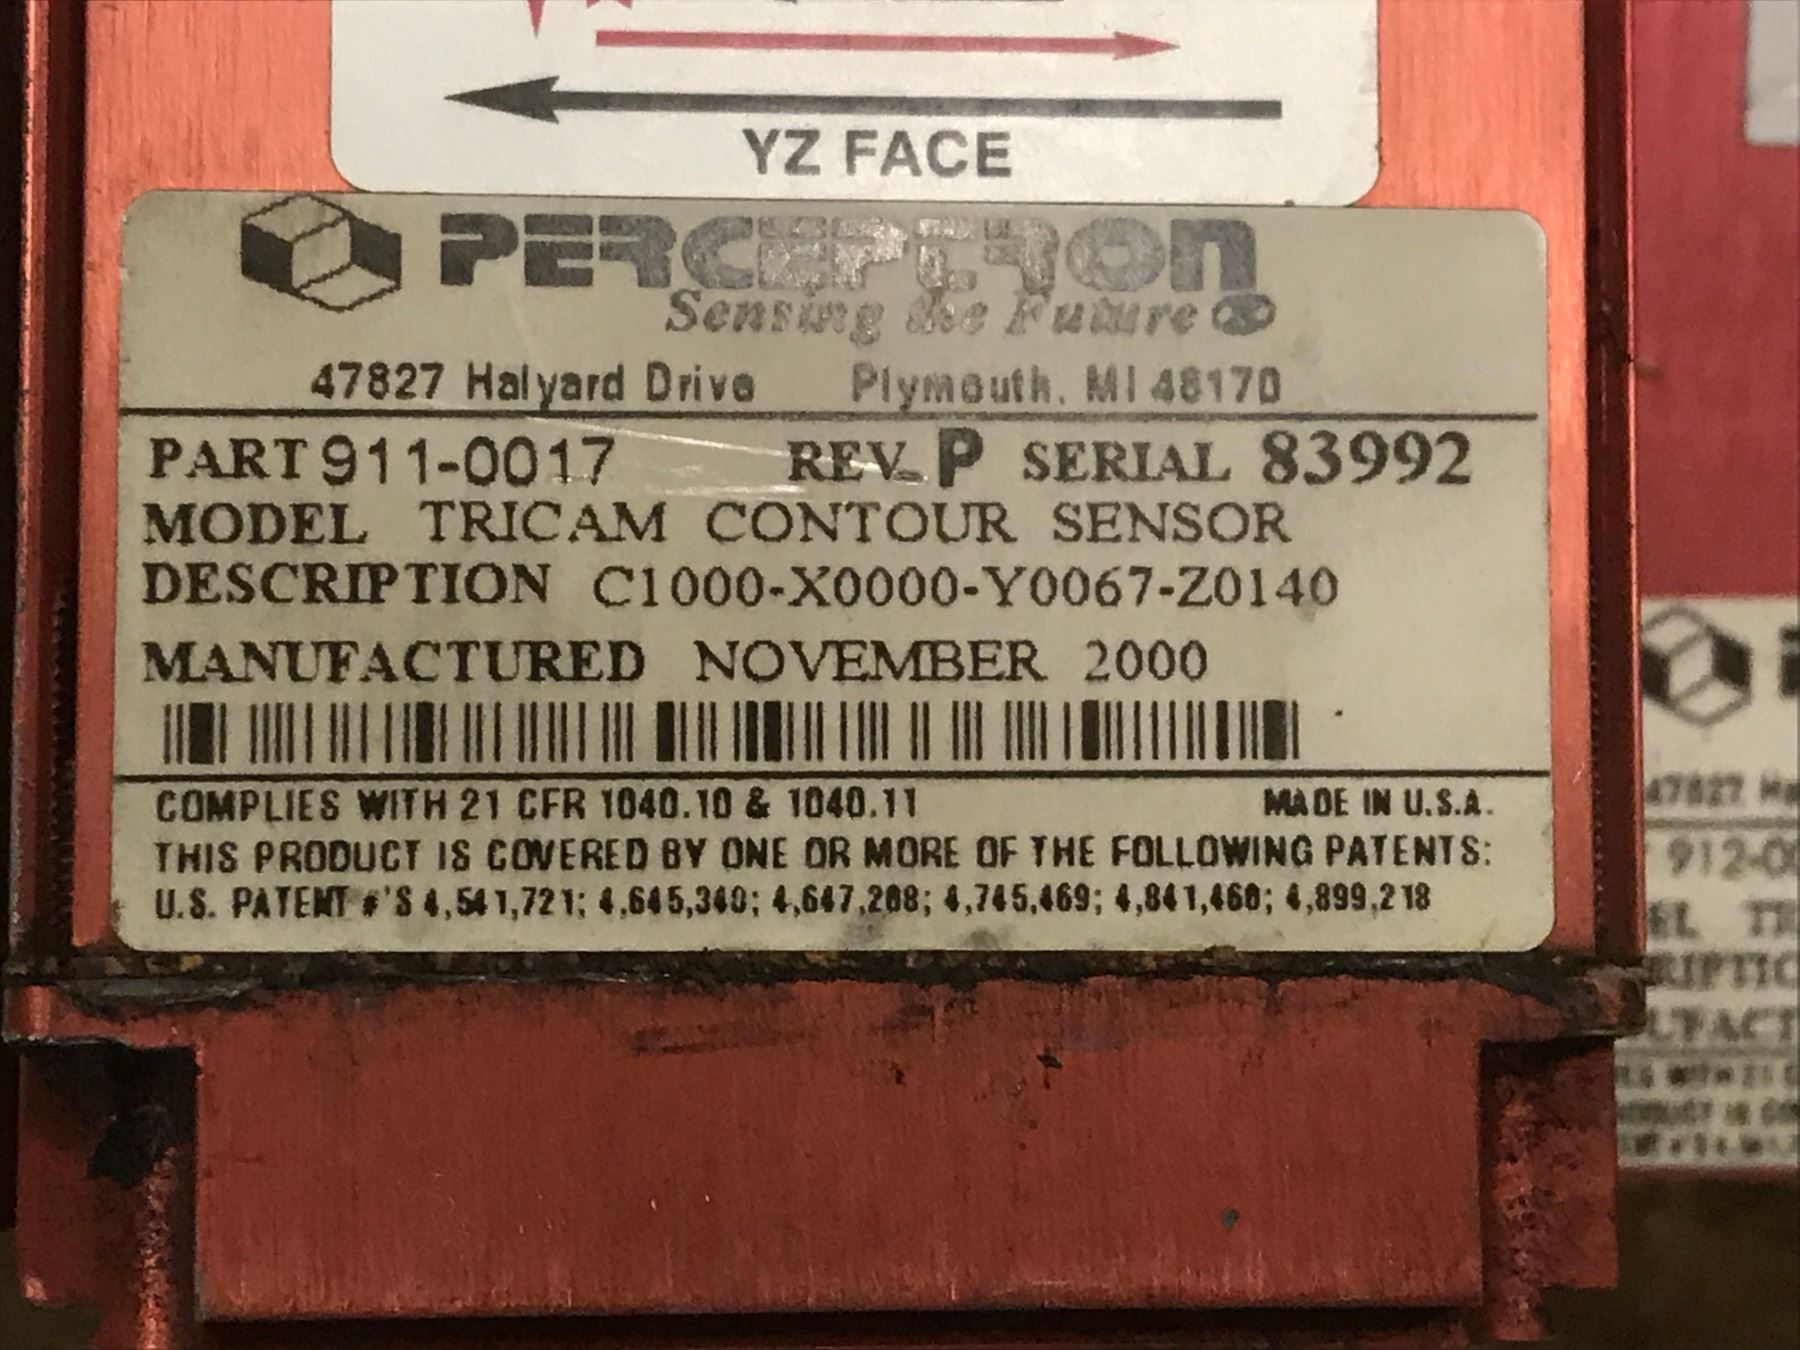 YZ FACE
PERCEPTRON
Sensing the Future
47827 Halyard Drive Plymouth, MI 48170
PART 911-0017 REV. P SERIAL 83992
MODEL TRICAM CONTOUR SENSOR
DESCRIPTION C1000-X0000-Y0067-Z0140
MANUFACTURED NOVEMBER 2000
COMPLIES WITH 21 CFR 1040.10 & 1040.11 MADE IN U.S.A.
THIS PRODUCT IS COVERED BY ONE OR MORE OF THE FOLLOWING PATENTS:
U.S. PATENT #'S 4,541,721; 4,645,340; 4,647,208; 4,745,469; 4,841,460; 4,899,218
47827
912-0